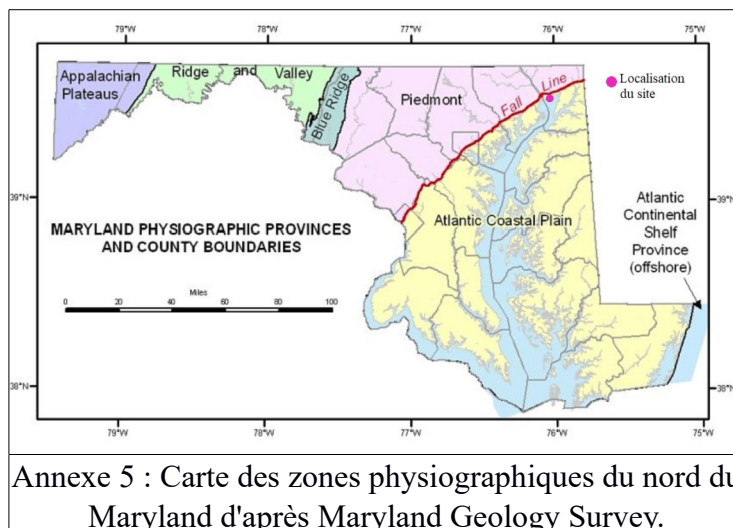 79°W
78°W
77°W
76°W
75°W
Appalachian
Plateaus
Ridge and Valley
Blue Ridge
Piedmont
Fall Line
Localisation
du site
39°N
39°N
MARYLAND PHYSIOGRAPHIC PROVINCES
AND COUNTY BOUNDARIES
Atlantic Coastal Plain
Atlantic
Continental
Shelf
Province
(offshore)
Miles
0 20 40 60 80 100
38°N
38°N
79°W
78°W
77°W
76°W
75°W
Annexe 5 : Carte des zones physiographiques du nord du
Maryland d'après Maryland Geology Survey.